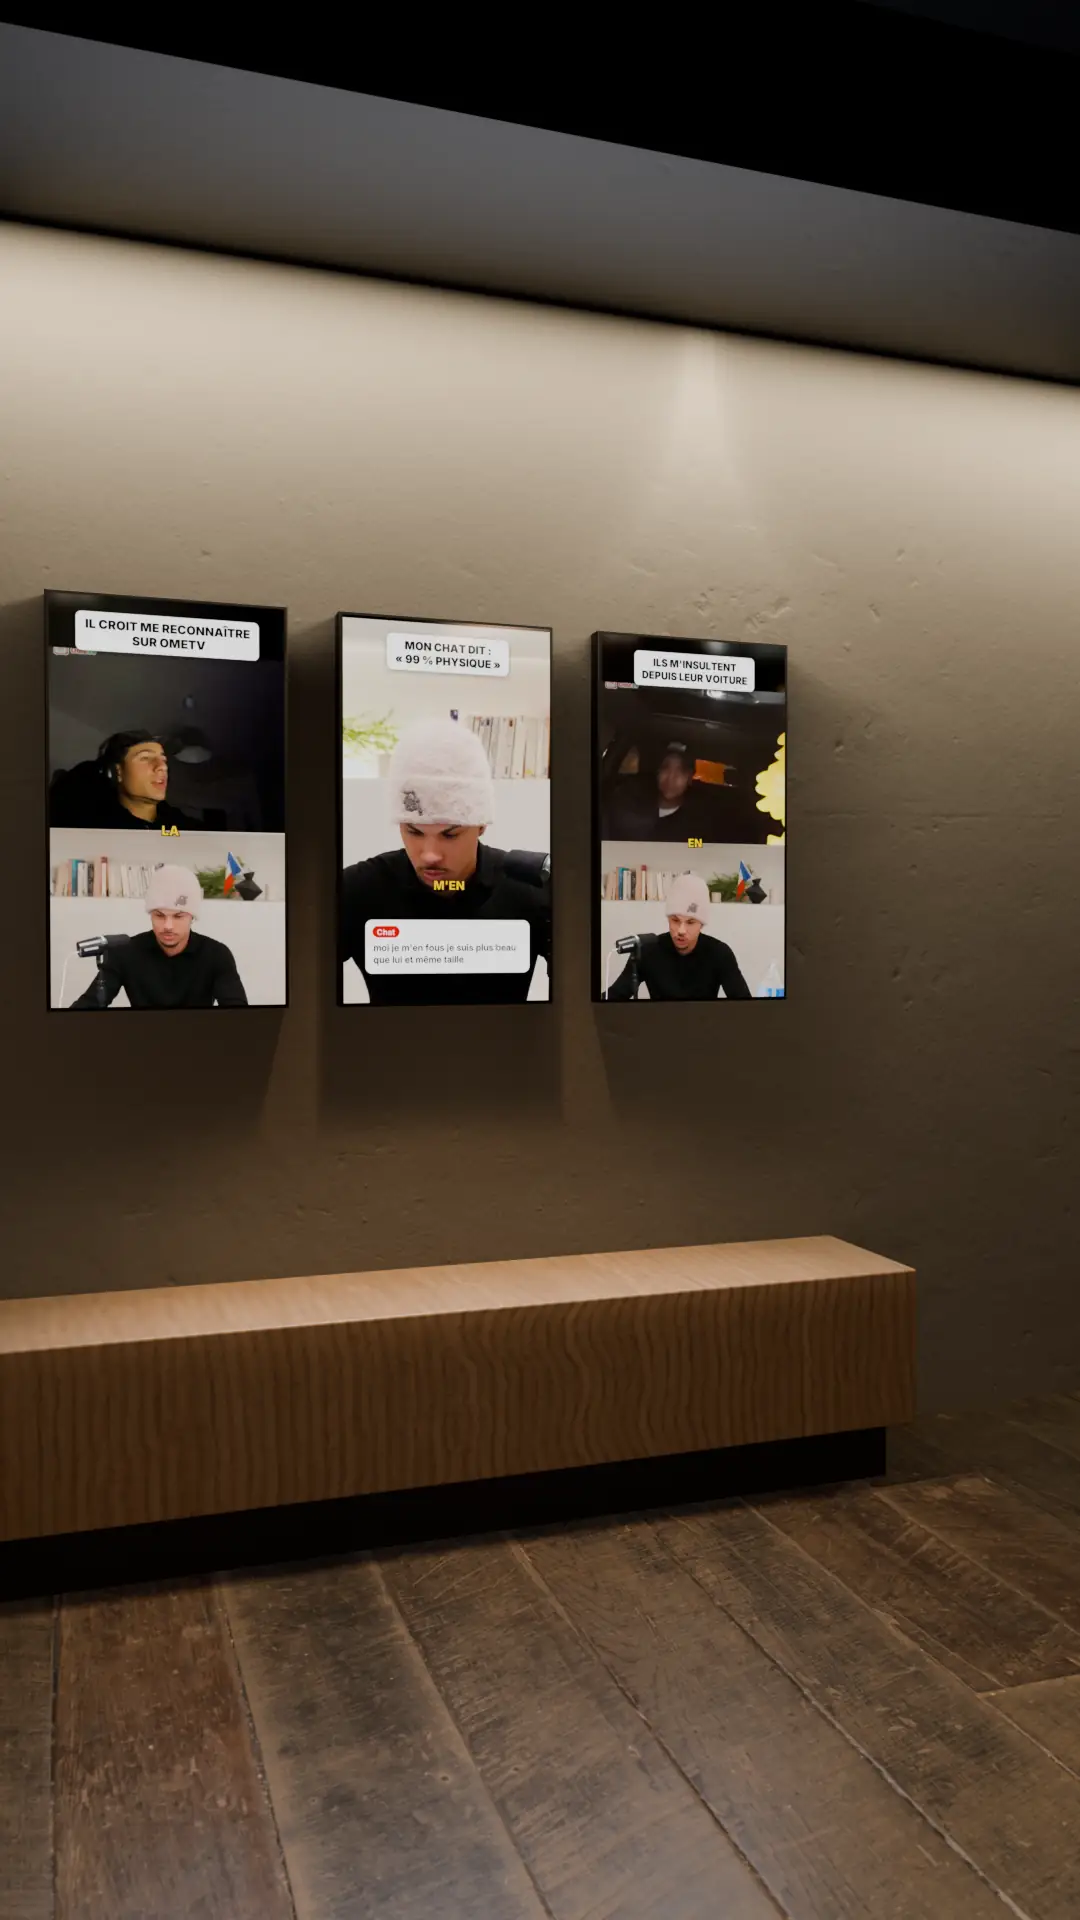 IL CROIT ME RECONNAÎTRE
SUR OMETV
LA
MON CHAT DIT :
« 99 % PHYSIQUE »
M'EN
Chat
moi je m'en fous je suis plus beau
que lui et même taille
ILS M'INSULTENT
DEPUIS LEUR VOITURE
EN